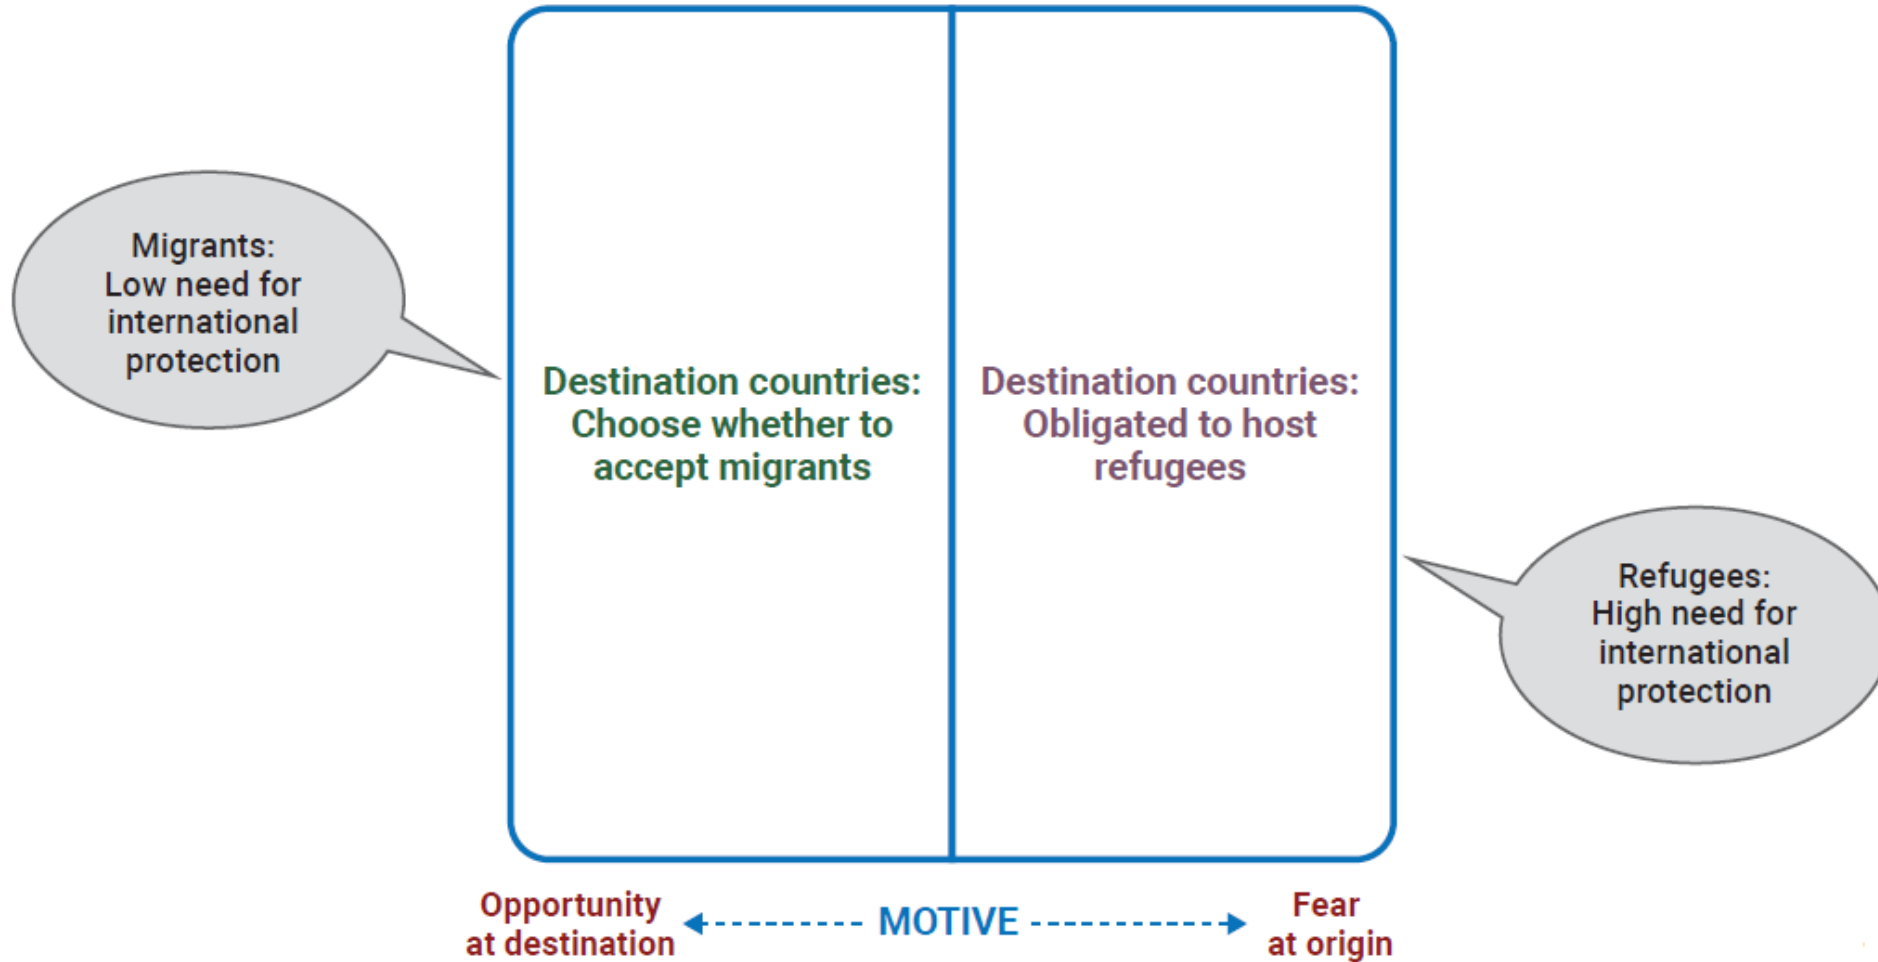 Migrants:
Low need for
international
protection
Destination countries:
Choose whether to
accept migrants
Destination countries:
Obligated to host
refugees
Refugees:
High need for
international
protection
Opportunity
at destination
MOTIVE
Fear
at origin